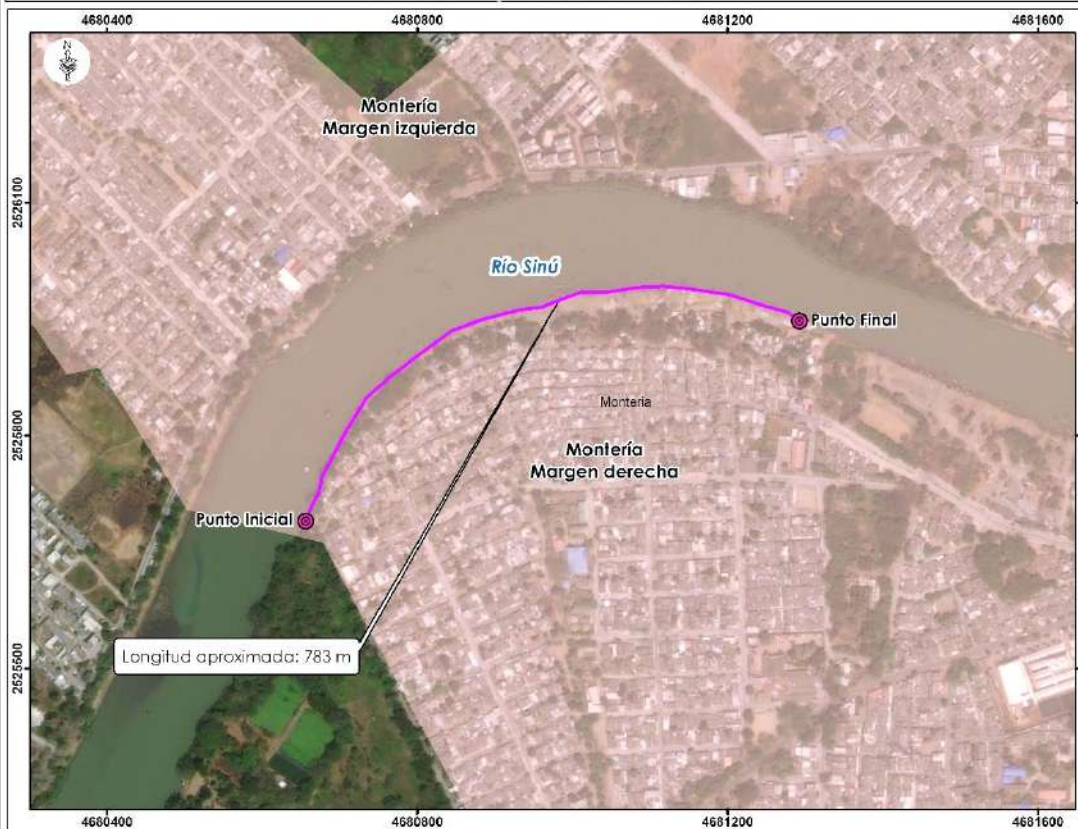 4680400 4680800 4681200 4681600
N
Montería
Margen izquierda
2526100
Río Sinú
Punto Final
Monteria
2525800
Montería
Margen derecha
Punto Inicial
Longitud aproximada: 783 m
2525500
4680400 4680800 4681200 4681600